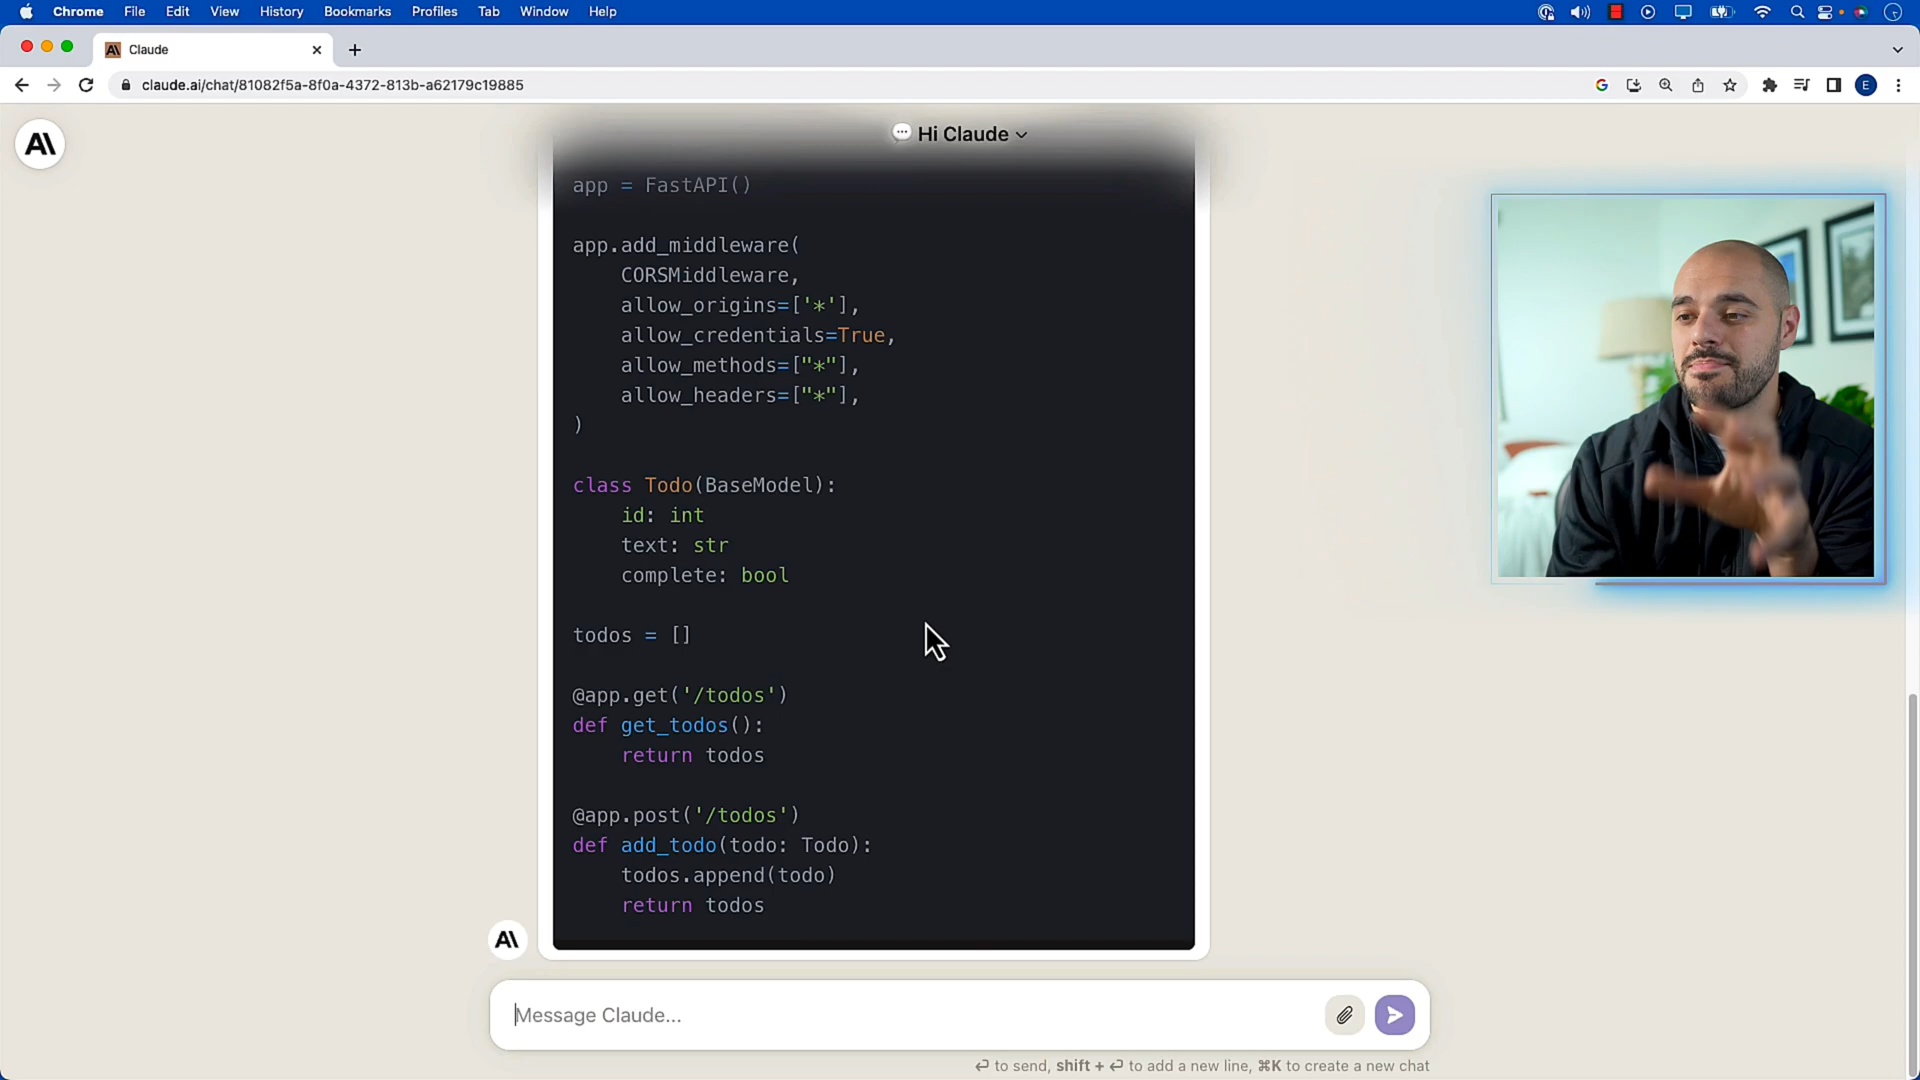 Chrome File Edit View History Bookmarks Profiles Tab Window Help
Claude
claude.ai/chat/81082f5a-8f0a-4372-813b-a62179c19885
E
Hi Claude
app = FastAPI()
app.add_middleware(
CORSMiddleware,
allow_origins=['*'],
allow_credentials=True,
allow_methods=["*"],
allow_headers=["*"],
)
class Todo(BaseModel):
id: int
text: str
complete: bool
todos = []
@app.get('/todos')
def get_todos():
return todos
@app.post('/todos')
def add_todo(todo: Todo):
todos.append(todo)
return todos
Message Claude...
⏎ to send, shift + ⏎ to add a new line, ⌘K to create a new chat